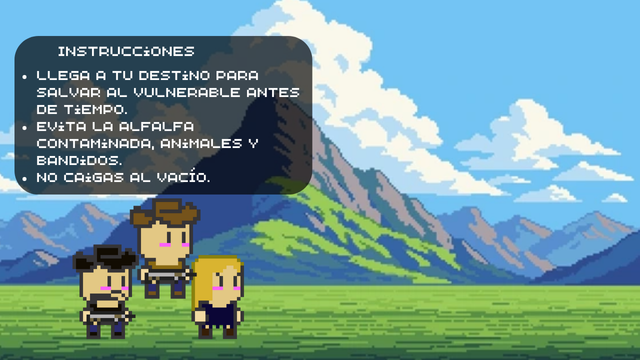 INSTRUCCIONES
• LLEGA A TU DESTINO PARA
SALVAR AL VULNERABLE ANTES
DE TIEMPO.
• EVITA LA ALFALFA
CONTAMINADA, ANIMALES Y
BANDIDOS.
• NO CAIGAS AL VACÍO.